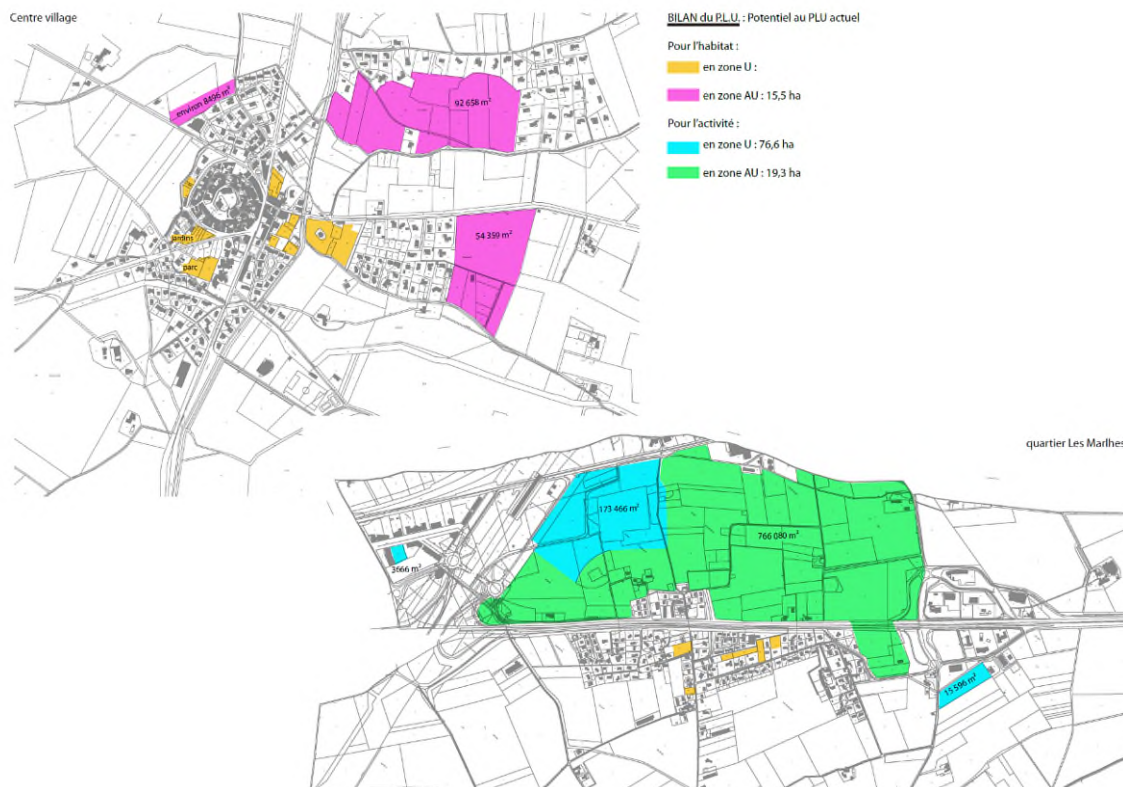 Centre village
BILAN du P.L.U. : Potentiel au PLU actuel
Pour l'habitat :
en zone U :
en zone AU : 15,5 ha
Pour l'activité :
en zone U : 76,6 ha
en zone AU : 19,3 ha
environ 8496 m²
92 658 m²
54 359 m²
jardins
parc
quartier Les Marlhes
173 466 m²
766 080 m²
3666 m²
15 596 m²